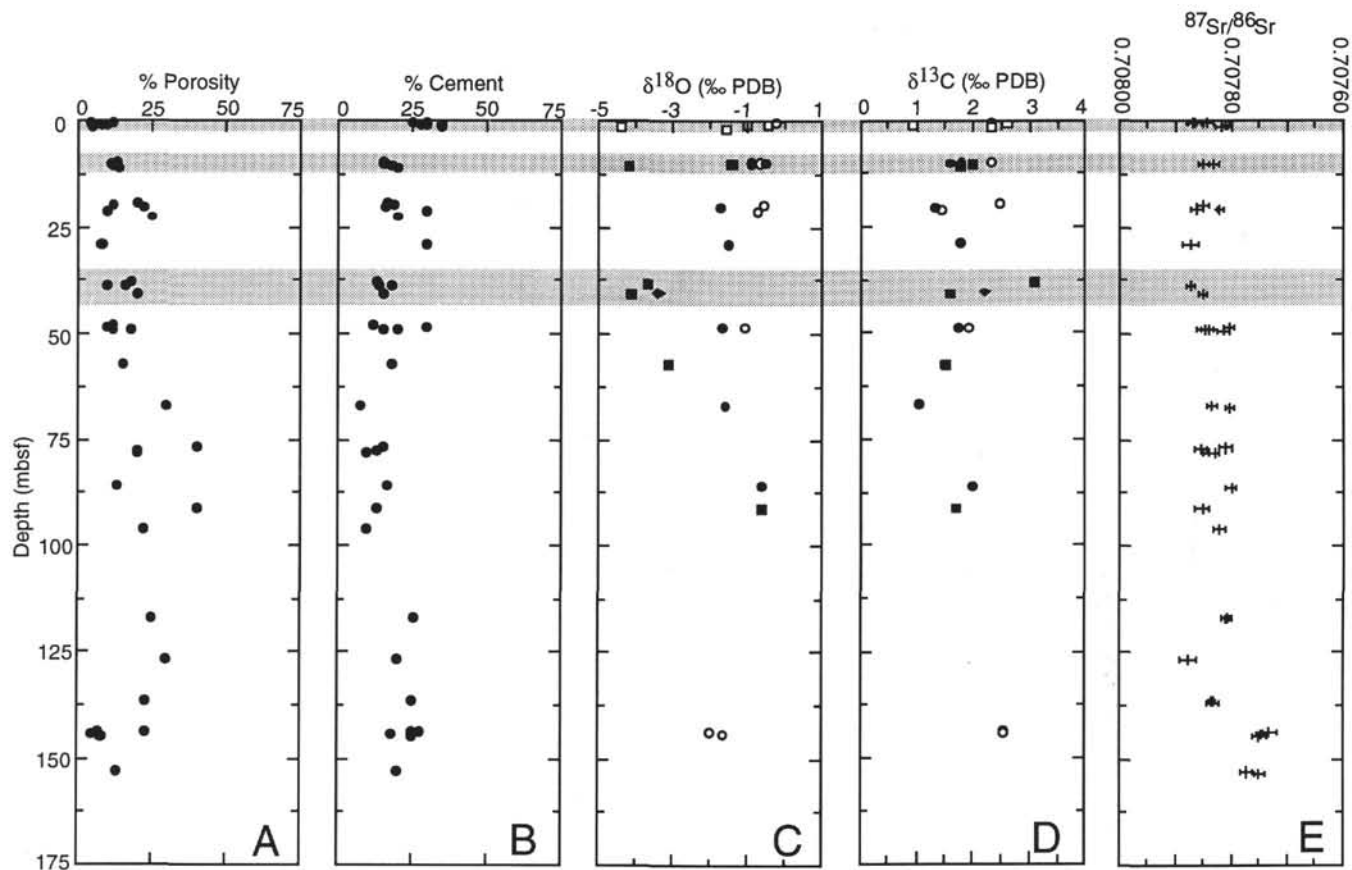 87Sr/86Sr
0.70800 0.70780 0.70760
% Porosity % Cement δ18O (‰ PDB) δ13C (‰ PDB)
0 25 50 75 0 25 50 75 -5 -3 -1 1 0 1 2 3 4
0
25
50
75
100
125
150
175
Depth (mbsf)
A B C D E